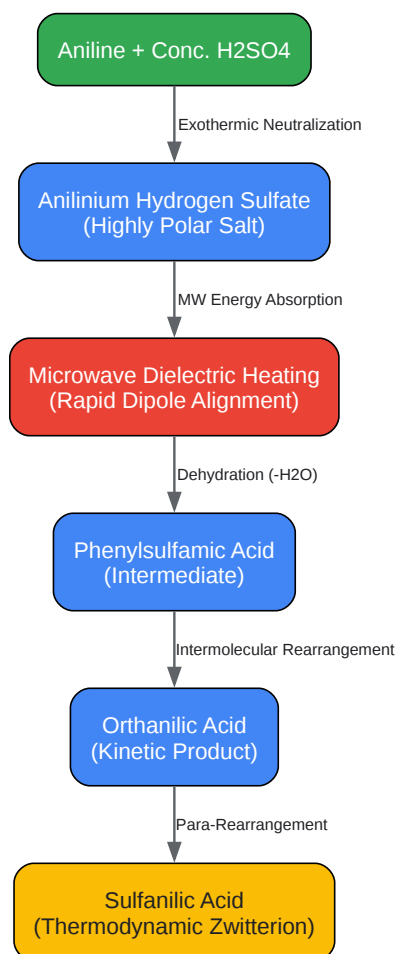 Aniline + Conc. H2SO4
Exothermic Neutralization
Anilinium Hydrogen Sulfate
(Highly Polar Salt)
MW Energy Absorption
Microwave Dielectric Heating
(Rapid Dipole Alignment)
Dehydration (-H2O)
Phenylsulfamic Acid
(Intermediate)
Intermolecular Rearrangement
Orthanilic Acid
(Kinetic Product)
Para-Rearrangement
Sulfanilic Acid
(Thermodynamic Zwitterion)